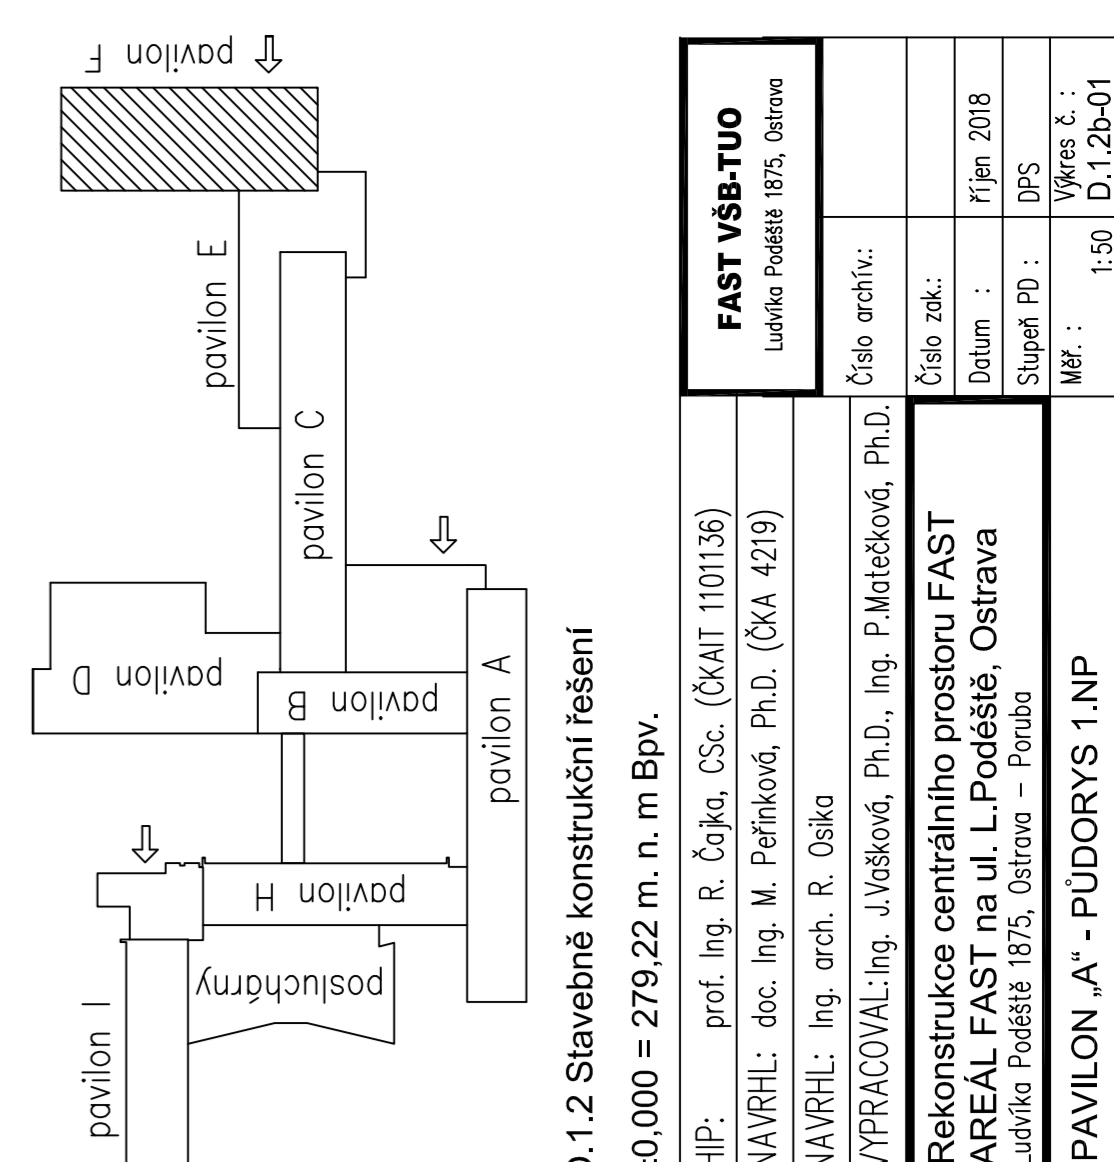 pavilon F
pavilon E
pavilon C
pavilon D
pavilon B
pavilon A
pavilon H
posluchárny
pavilon I
.1.2 Stavebně konstrukční řešení
0,000 = 279,22 m. n. m Bpv.
FAST VŠB-TUO
Ludvíka Podéště 1875, Ostrava
HIP: prof. Ing. R. Čajka, CSc. (ČKAIT 1101136)
NAVRHL: doc. Ing. M. Peřinková, Ph.D. (ČKA 4219)
NAVRHL: Ing. arch. R. Osika
VYPRACOVAL: Ing. J.Vašková, Ph.D., Ing. P.Matečková, Ph.D.
Číslo archív.:
Číslo zak.:
Datum : říjen 2018
Stupeň PD : DPS
Měř. : 1:50
Výkres č. :
D.1.2b-01
Rekonstrukce centrálního prostoru FAST
AREÁL FAST na ul. L.Podéště, Ostrava
Ludvíka Podéště 1875, Ostrava – Poruba
PAVILON „A“ - PŮDORYS 1.NP